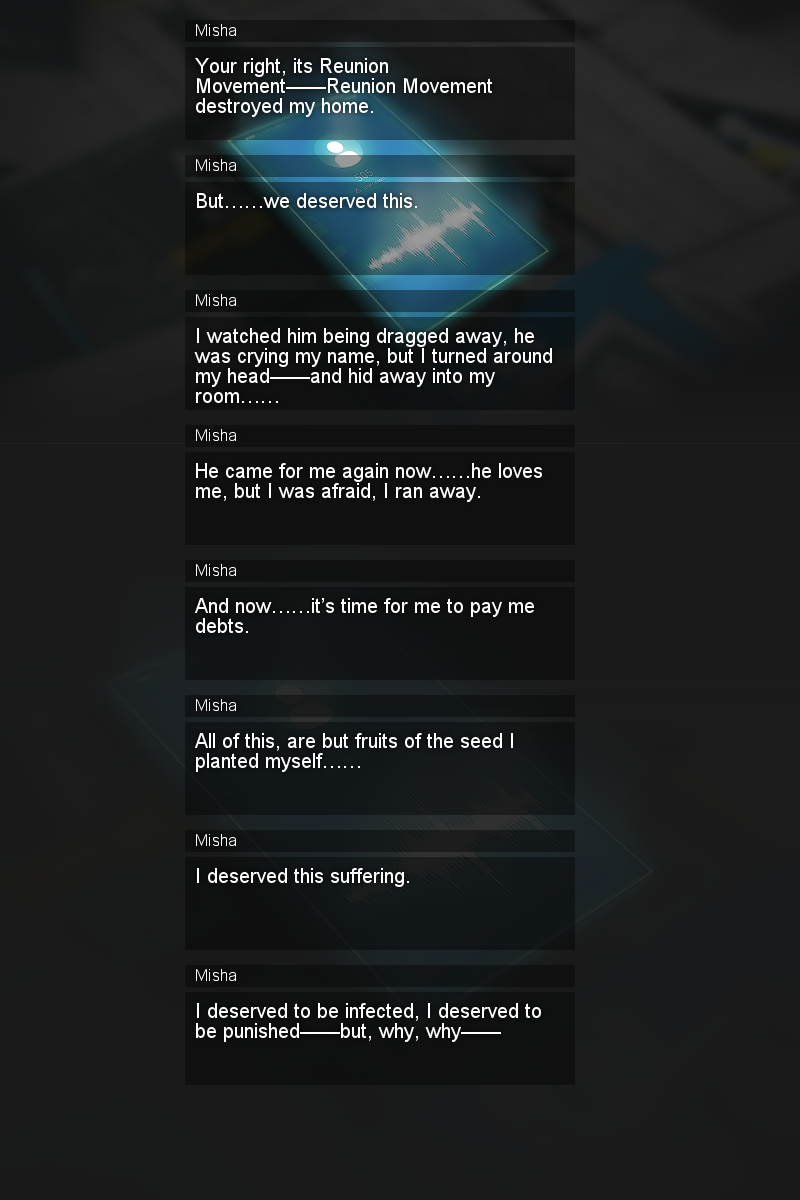 Misha
Your right, its Reunion
Movement——Reunion Movement
destroyed my home.
505
Misha
But……we deserved this.
Misha
I watched him being dragged away, he
was crying my name, but I turned around
my head——and hid away into my
room……
Misha
He came for me again now……he loves
me, but I was afraid, I ran away.
Misha
And now……it’s time for me to pay me
debts.
Misha
All of this, are but fruits of the seed I
planted myself……
Misha
I deserved this suffering.
Misha
I deserved to be infected, I deserved to
be punished——but, why, why——